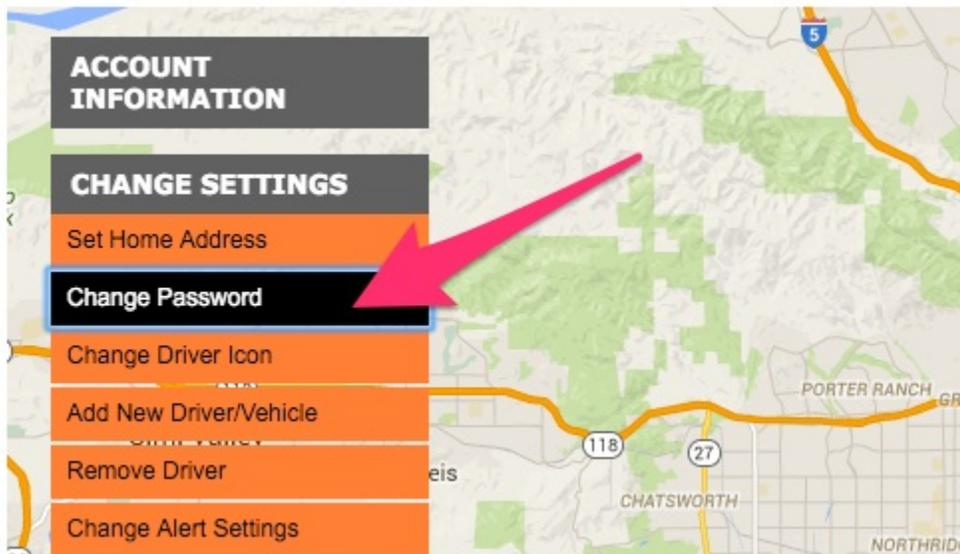 ACCOUNT
INFORMATION
CHANGE SETTINGS
Set Home Address
Change Password
Change Driver Icon
Add New Driver/Vehicle
Remove Driver
Change Alert Settings
5
PORTER RANCH
118
27
eis
CHATSWORTH